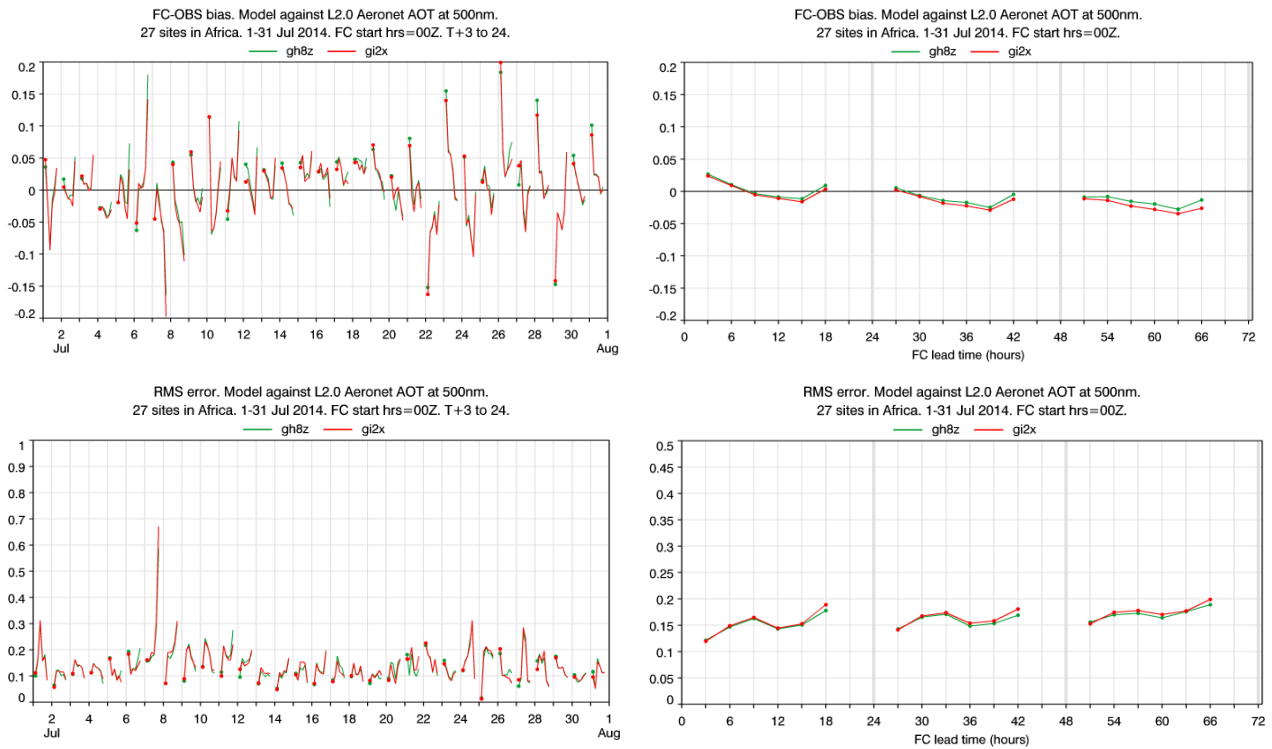 FC-OBS bias. Model against L2.0 Aeronet AOT at 500nm.
27 sites in Africa. 1-31 Jul 2014. FC start hrs=00Z. T+3 to 24.
gh8z gi2x
0.2
0.15
0.1
0.05
0
-0.05
-0.1
-0.15
-0.2
2 4 6 8 10 12 14 16 18 20 22 24 26 28 30 1
Jul Aug
FC-OBS bias. Model against L2.0 Aeronet AOT at 500nm.
27 sites in Africa. 1-31 Jul 2014. FC start hrs=00Z.
gh8z gi2x
0.2
0.15
0.1
0.05
0
-0.05
-0.1
-0.15
-0.2
0 6 12 18 24 30 36 42 48 54 60 66 72
FC lead time (hours)
RMS error. Model against L2.0 Aeronet AOT at 500nm.
27 sites in Africa. 1-31 Jul 2014. FC start hrs=00Z. T+3 to 24.
gh8z gi2x
1
0.9
0.8
0.7
0.6
0.5
0.4
0.3
0.2
0.1
0
2 4 6 8 10 12 14 16 18 20 22 24 26 28 30 1
Jul Aug
RMS error. Model against L2.0 Aeronet AOT at 500nm.
27 sites in Africa. 1-31 Jul 2014. FC start hrs=00Z.
gh8z gi2x
0.5
0.45
0.4
0.35
0.3
0.25
0.2
0.15
0.1
0.05
0
0 6 12 18 24 30 36 42 48 54 60 66 72
FC lead time (hours)